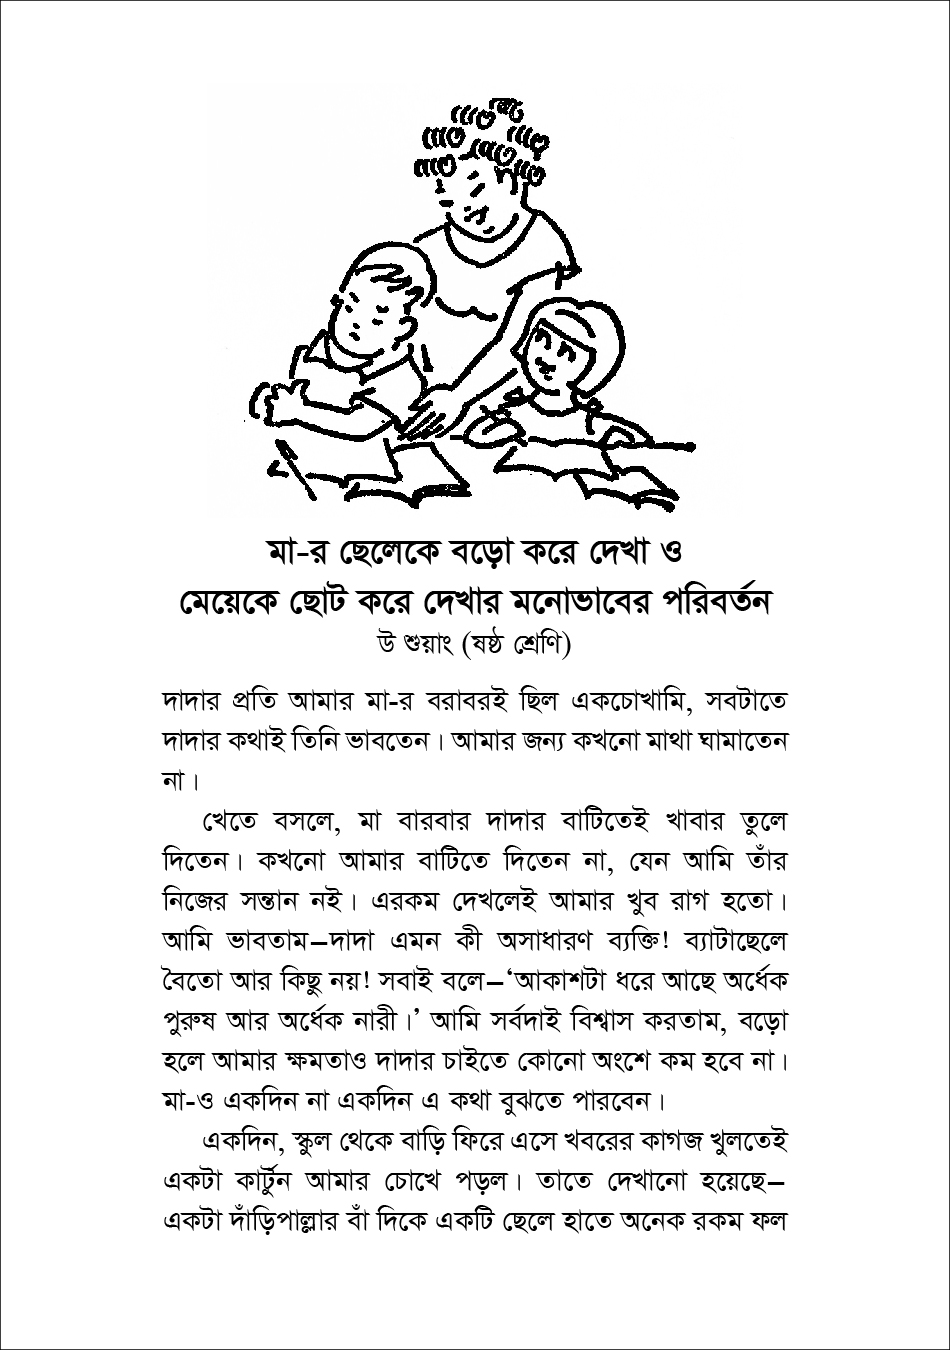 মা-র ছেলেকে বড়ো করে দেখা ও
মেয়েকে ছোট করে দেখার মনোভাবের পরিবর্তন
উ শুয়াং (ষষ্ঠ শ্রেণি)
দাদার প্রতি আমার মা-র বরাবরই ছিল একচোখামি, সবটাতে
দাদার কথাই তিনি ভাবতেন। আমার জন্য কখনো মাথা ঘামাতেন
না।
খেতে বসলে, মা বারবার দাদার বাটিতেই খাবার তুলে
দিতেন। কখনো আমার বাটিতে দিতেন না, যেন আমি তাঁর
নিজের সন্তান নই। এরকম দেখলেই আমার খুব রাগ হতো।
আমি ভাবতাম–দাদা এমন কী অসাধারণ ব্যক্তি! ব্যাটাছেলে
বৈতো আর কিছু নয়! সবাই বলে–‘আকাশটা ধরে আছে অর্ধেক
পুরুষ আর অর্ধেক নারী।’ আমি সর্বদাই বিশ্বাস করতাম, বড়ো
হলে আমার ক্ষমতাও দাদার চাইতে কোনো অংশে কম হবে না।
মা-ও একদিন না একদিন এ কথা বুঝতে পারবেন।
একদিন, স্কুল থেকে বাড়ি ফিরে এসে খবরের কাগজ খুলতেই
একটা কার্টুন আমার চোখে পড়ল। তাতে দেখানো হয়েছে–
একটা দাঁড়িপাল্লার বাঁ দিকে একটি ছেলে হাতে অনেক রকম ফল